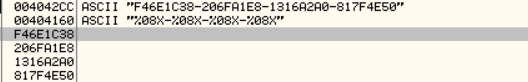 004042CC ASCII "F46E1C38-206FA1E8-1316A2A0-817F4E50"
00404160 ASCII "%08X-%08X-%08X-%08X"
F46E1C38
206FA1E8
1316A2A0
817F4E50